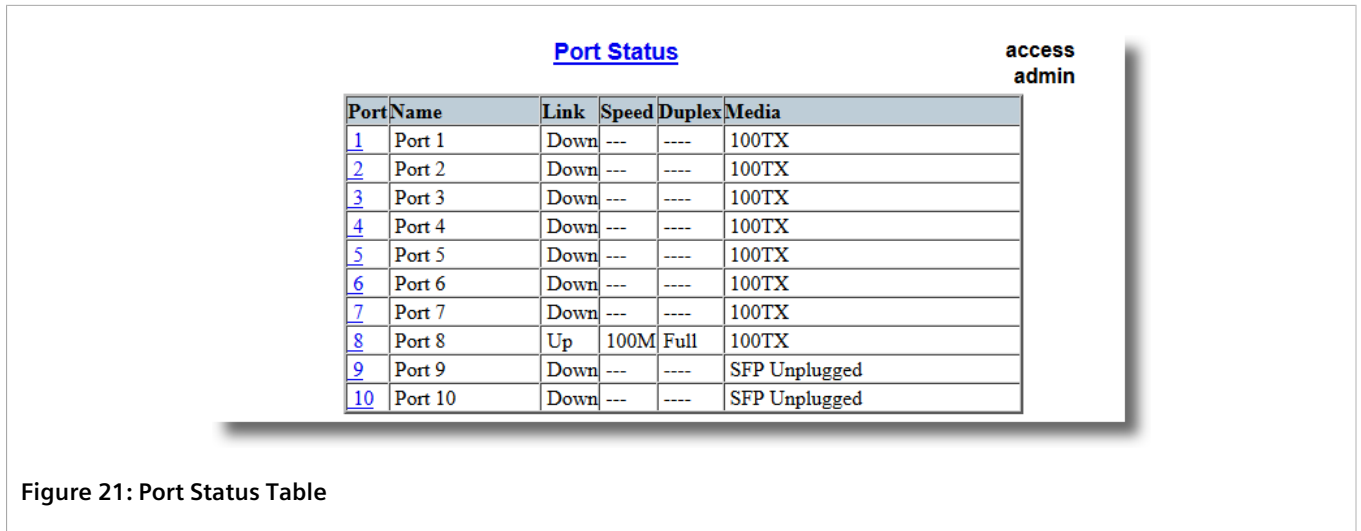 Port Status
access
admin
Port Name Link Speed Duplex Media
1 Port 1 Down --- ---- 100TX
2 Port 2 Down --- ---- 100TX
3 Port 3 Down --- ---- 100TX
4 Port 4 Down --- ---- 100TX
5 Port 5 Down --- ---- 100TX
6 Port 6 Down --- ---- 100TX
7 Port 7 Down --- ---- 100TX
8 Port 8 Up 100M Full 100TX
9 Port 9 Down --- ---- SFP Unplugged
10 Port 10 Down --- ---- SFP Unplugged
Figure 21: Port Status Table